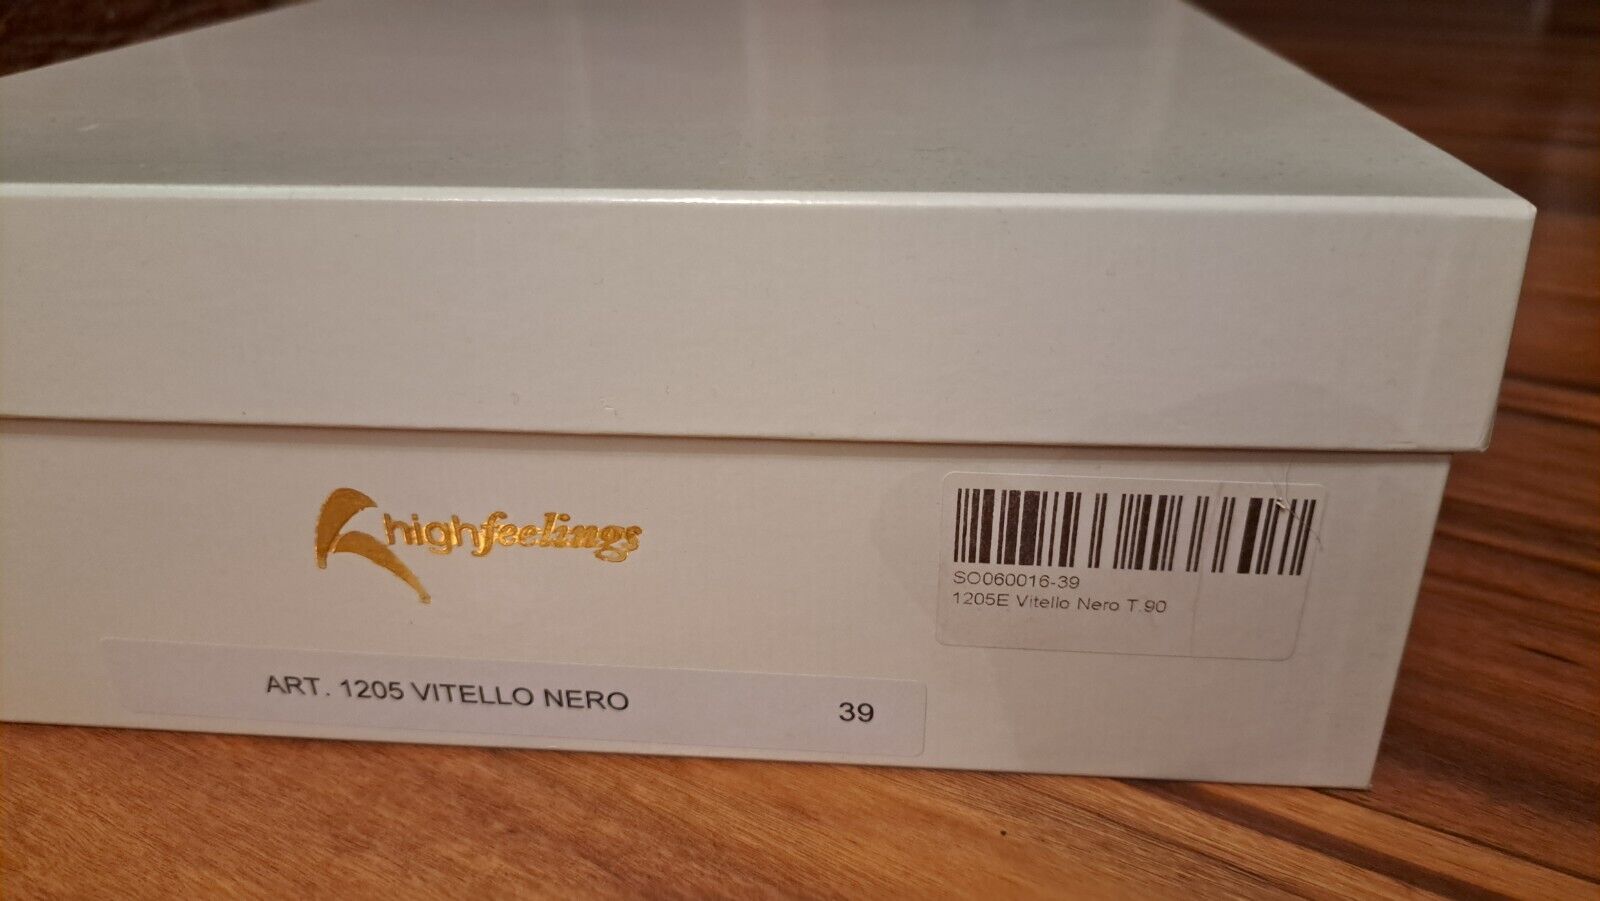 highfeelings
SO060016-39
1205E Vitello Nero T.90
ART. 1205 VITELLO NERO 39